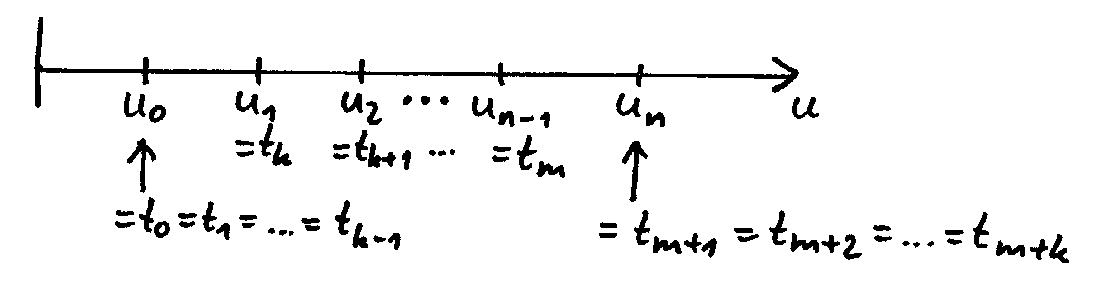 u₀ u₁ u₂ ... uₙ₋₁ uₙ u
=tₖ =tₖ₊₁ ... =tₘ
=t₀=t₁=...=tₖ₋₁ =tₘ₊₁=tₘ₊₂=...=tₘ₊ₖ